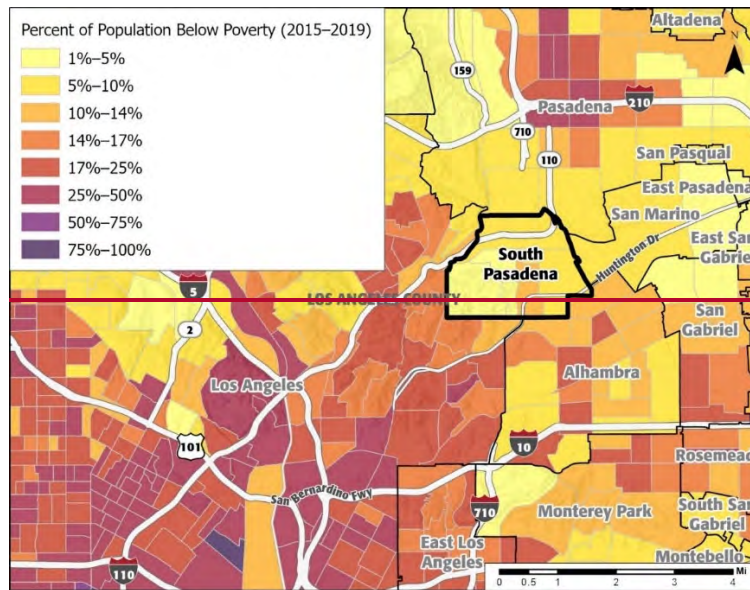 Percent of Population Below Poverty (2015–2019)
1%–5%
5%–10%
10%–14%
14%–17%
17%–25%
25%–50%
50%–75%
75%–100%
Altadena
N
159
Pasadena
210
710
110
San Pasqual
East Pasadena
San Marino
South
Pasadena
Huntington Dr
East San
Gabriel
5
LOS ANGELES COUNTY
2
San
Gabriel
Los Angeles
Alhambra
101
10
Rosemead
San Bernardino Fwy
710
Monterey Park
South San
Gabriel
East Los
Angeles
Montebello
110
Mi
0 0.5 1 2 3 4